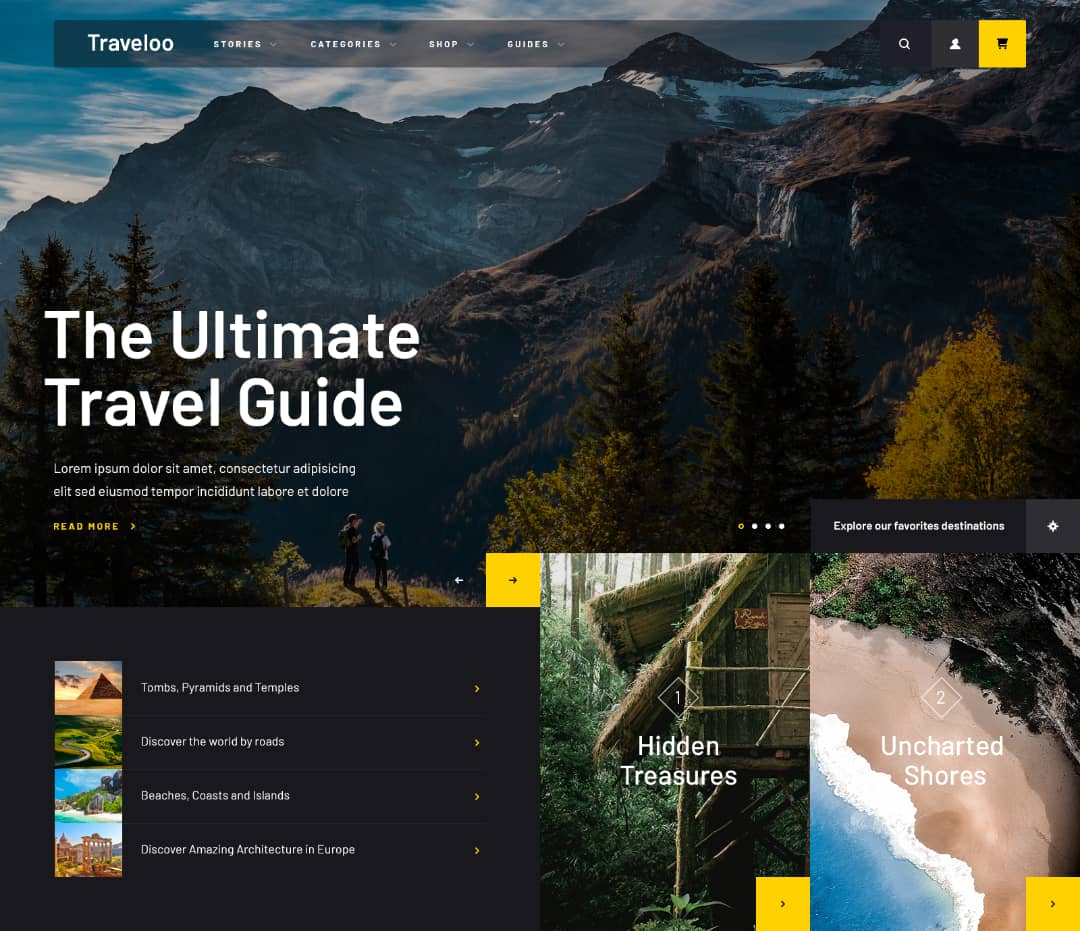 Traveloo
STORIES
CATEGORIES
SHOP
GUIDES
The Ultimate
Travel Guide
Lorem ipsum dolor sit amet, consectetur adipisicing
elit sed eiusmod tempor incididunt labore et dolore
READ MORE
Explore our favorites destinations
Tombs, Pyramids and Temples
Discover the world by roads
Beaches, Coasts and Islands
Discover Amazing Architecture in Europe
1
Hidden
Treasures
2
Uncharted
Shores